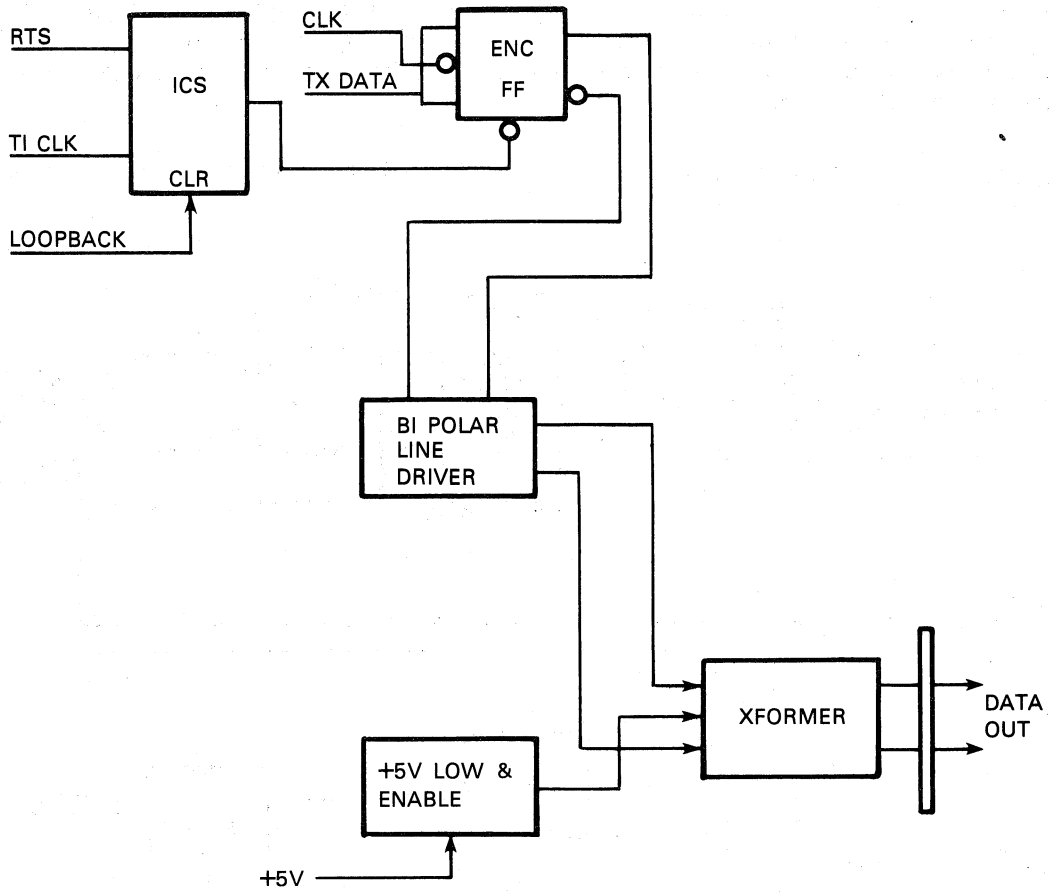 RTS
ICS
TI CLK
CLR
LOOPBACK
CLK
TX DATA
ENC
FF
BI POLAR
LINE
DRIVER
XFORMER
DATA
OUT
+5V LOW &
ENABLE
+5V